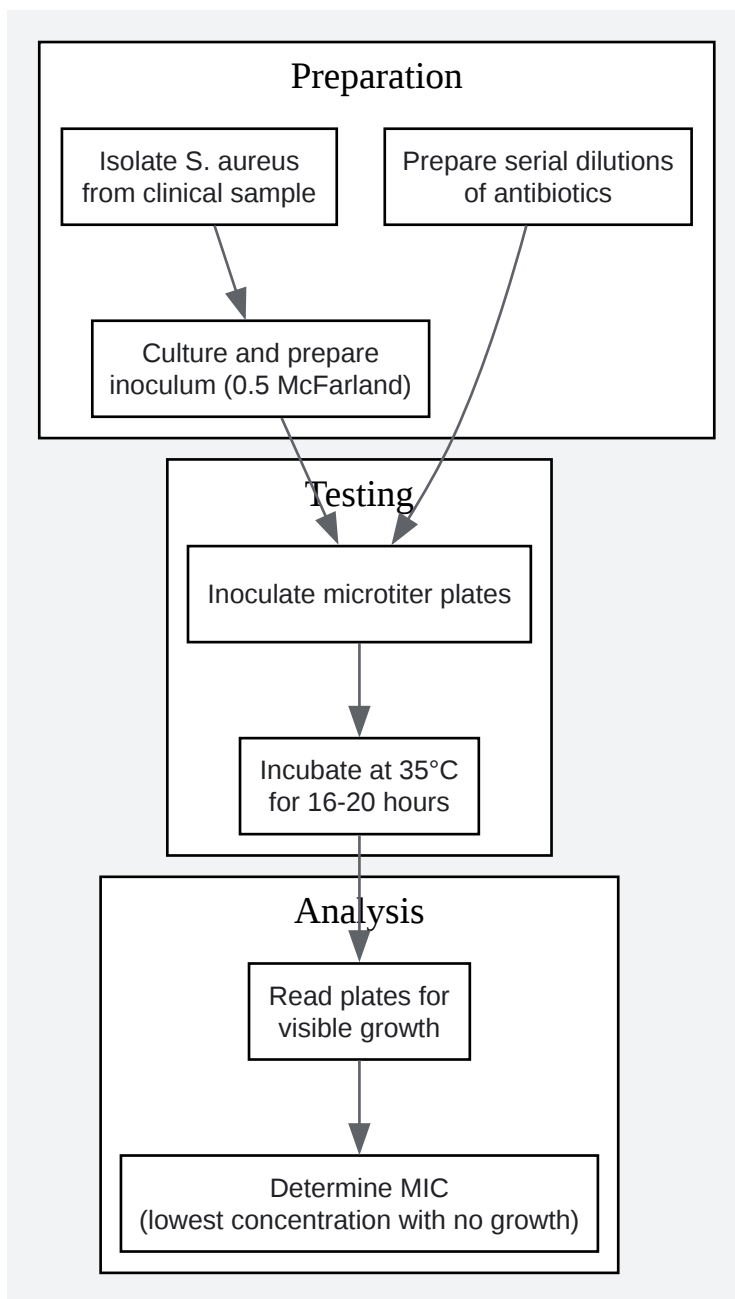 Preparation
Isolate S. aureus
from clinical sample
Prepare serial dilutions
of antibiotics
Culture and prepare
inoculum (0.5 McFarland)
Testing
Inoculate microtiter plates
Incubate at 35°C
for 16-20 hours
Analysis
Read plates for
visible growth
Determine MIC
(lowest concentration with no growth)